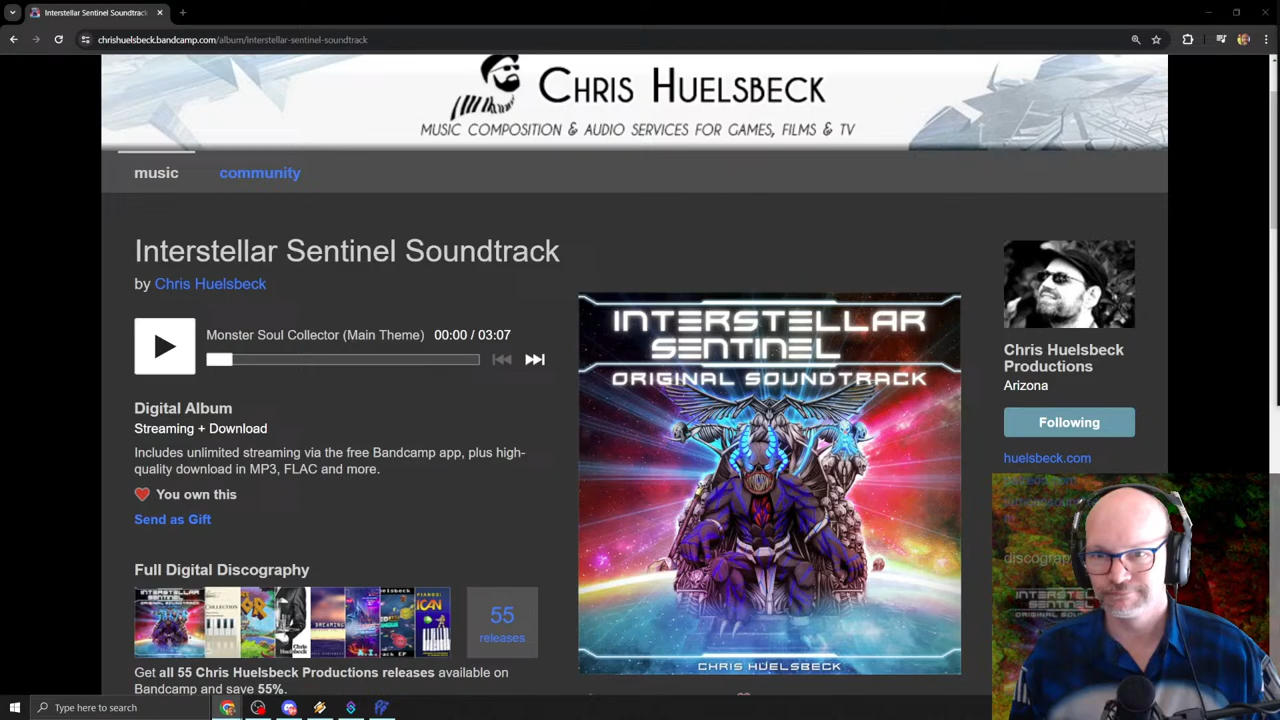 Interstellar Sentinel Soundtrack
chrishuelsbeck.bandcamp.com/album/interstellar-sentinel-soundtrack
CHRIS HUELSBECK
MUSIC COMPOSITION & AUDIO SERVICES FOR GAMES, FILMS & TV
music
community
Interstellar Sentinel Soundtrack
by Chris Huelsbeck
Monster Soul Collector (Main Theme) 00:00 / 03:07
Digital Album
Streaming + Download
Includes unlimited streaming via the free Bandcamp app, plus high-
quality download in MP3, FLAC and more.
You own this
Send as Gift
Full Digital Discography
55
releases
Get all 55 Chris Huelsbeck Productions releases available on
Bandcamp and save 55%.
INTERSTELLAR
SENTINEL
ORIGINAL SOUNDTRACK
CHRIS HUELSBECK
Chris Huelsbeck
Productions
Arizona
Following
huelsbeck.com
discograp
INTERSTELLAR
SENTINEL
Type here to search